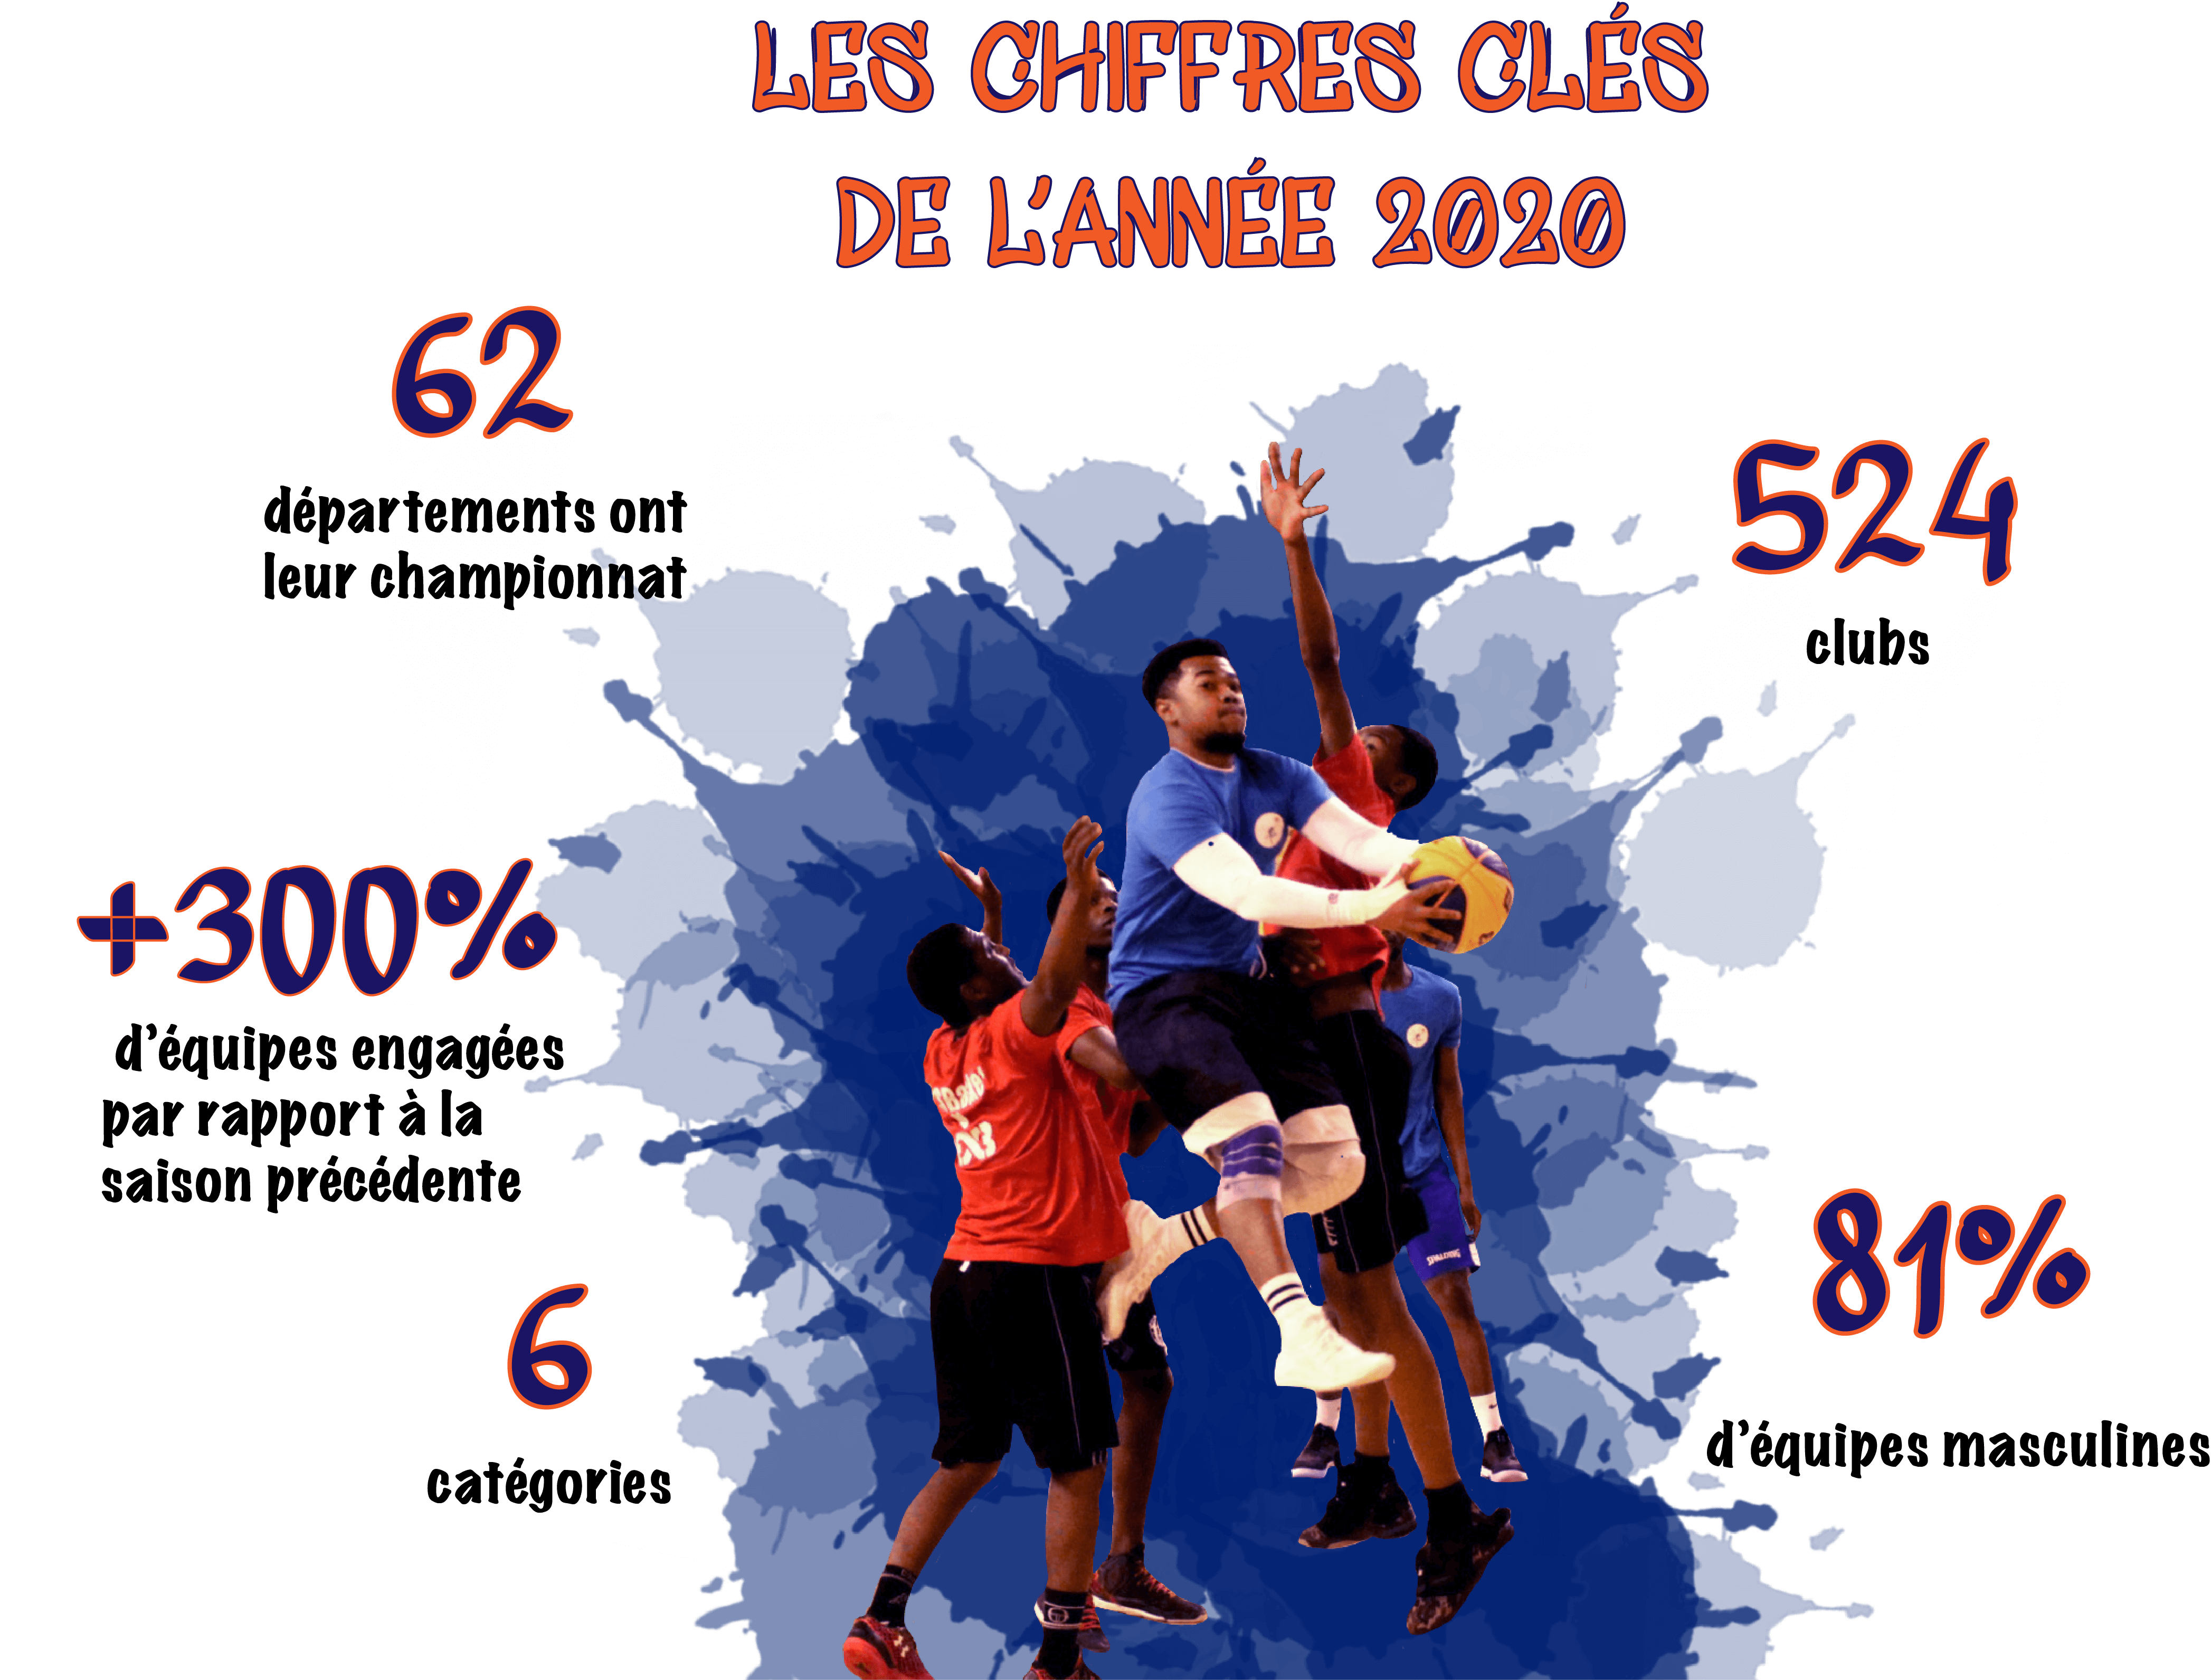 LES CHIFFRES CLÉS
DE L'ANNÉE 2020
62
départements ont
leur championnat
524
clubs
+300%
d'équipes engagées
par rapport à la
saison précédente
81%
d'équipes masculines
6
catégories